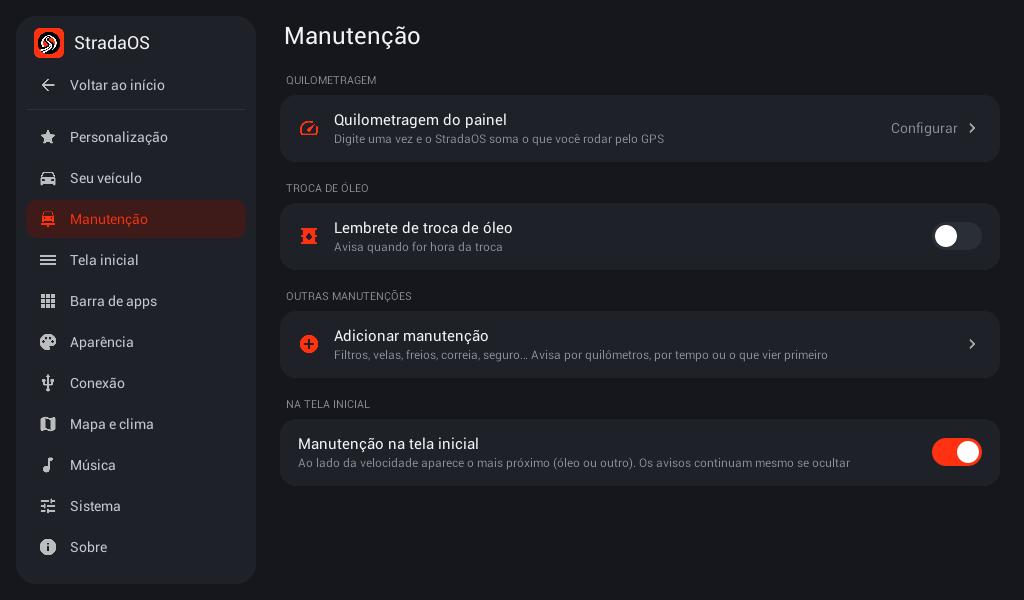 StradaOS
Voltar ao início
Personalização
Seu veículo
Manutenção
Tela inicial
Barra de apps
Aparência
Conexão
Mapa e clima
Música
Sistema
Sobre
Manutenção
QUILOMETRAGEM
Quilometragem do painel
Digite uma vez e o StradaOS soma o que você rodar pelo GPS
Configurar
TROCA DE ÓLEO
Lembrete de troca de óleo
Avisa quando for hora da troca
OUTRAS MANUTENÇÕES
Adicionar manutenção
Filtros, velas, freios, correia, seguro... Avisa por quilômetros, por tempo ou o que vier primeiro
NA TELA INICIAL
Manutenção na tela inicial
Ao lado da velocidade aparece o mais próximo (óleo ou outro). Os avisos continuam mesmo se ocultar